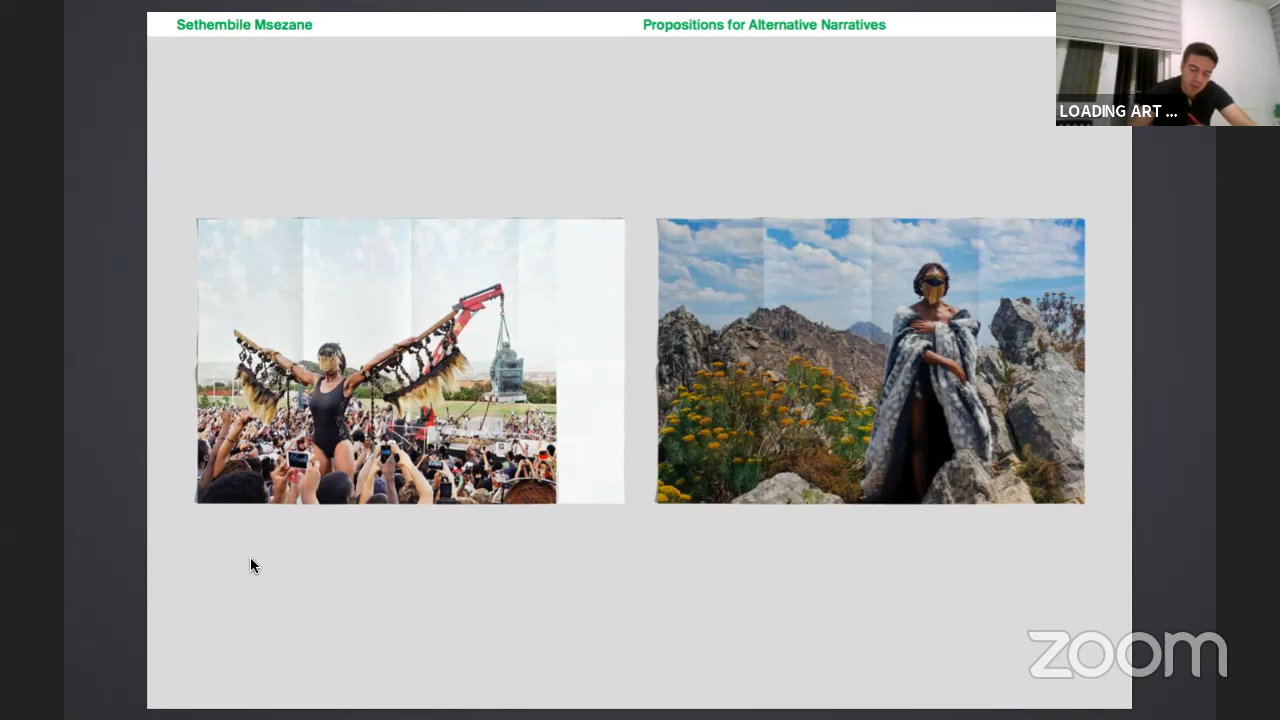 Sethembile Msezane
Propositions for Alternative Narratives
LOADING ART ...
zoom